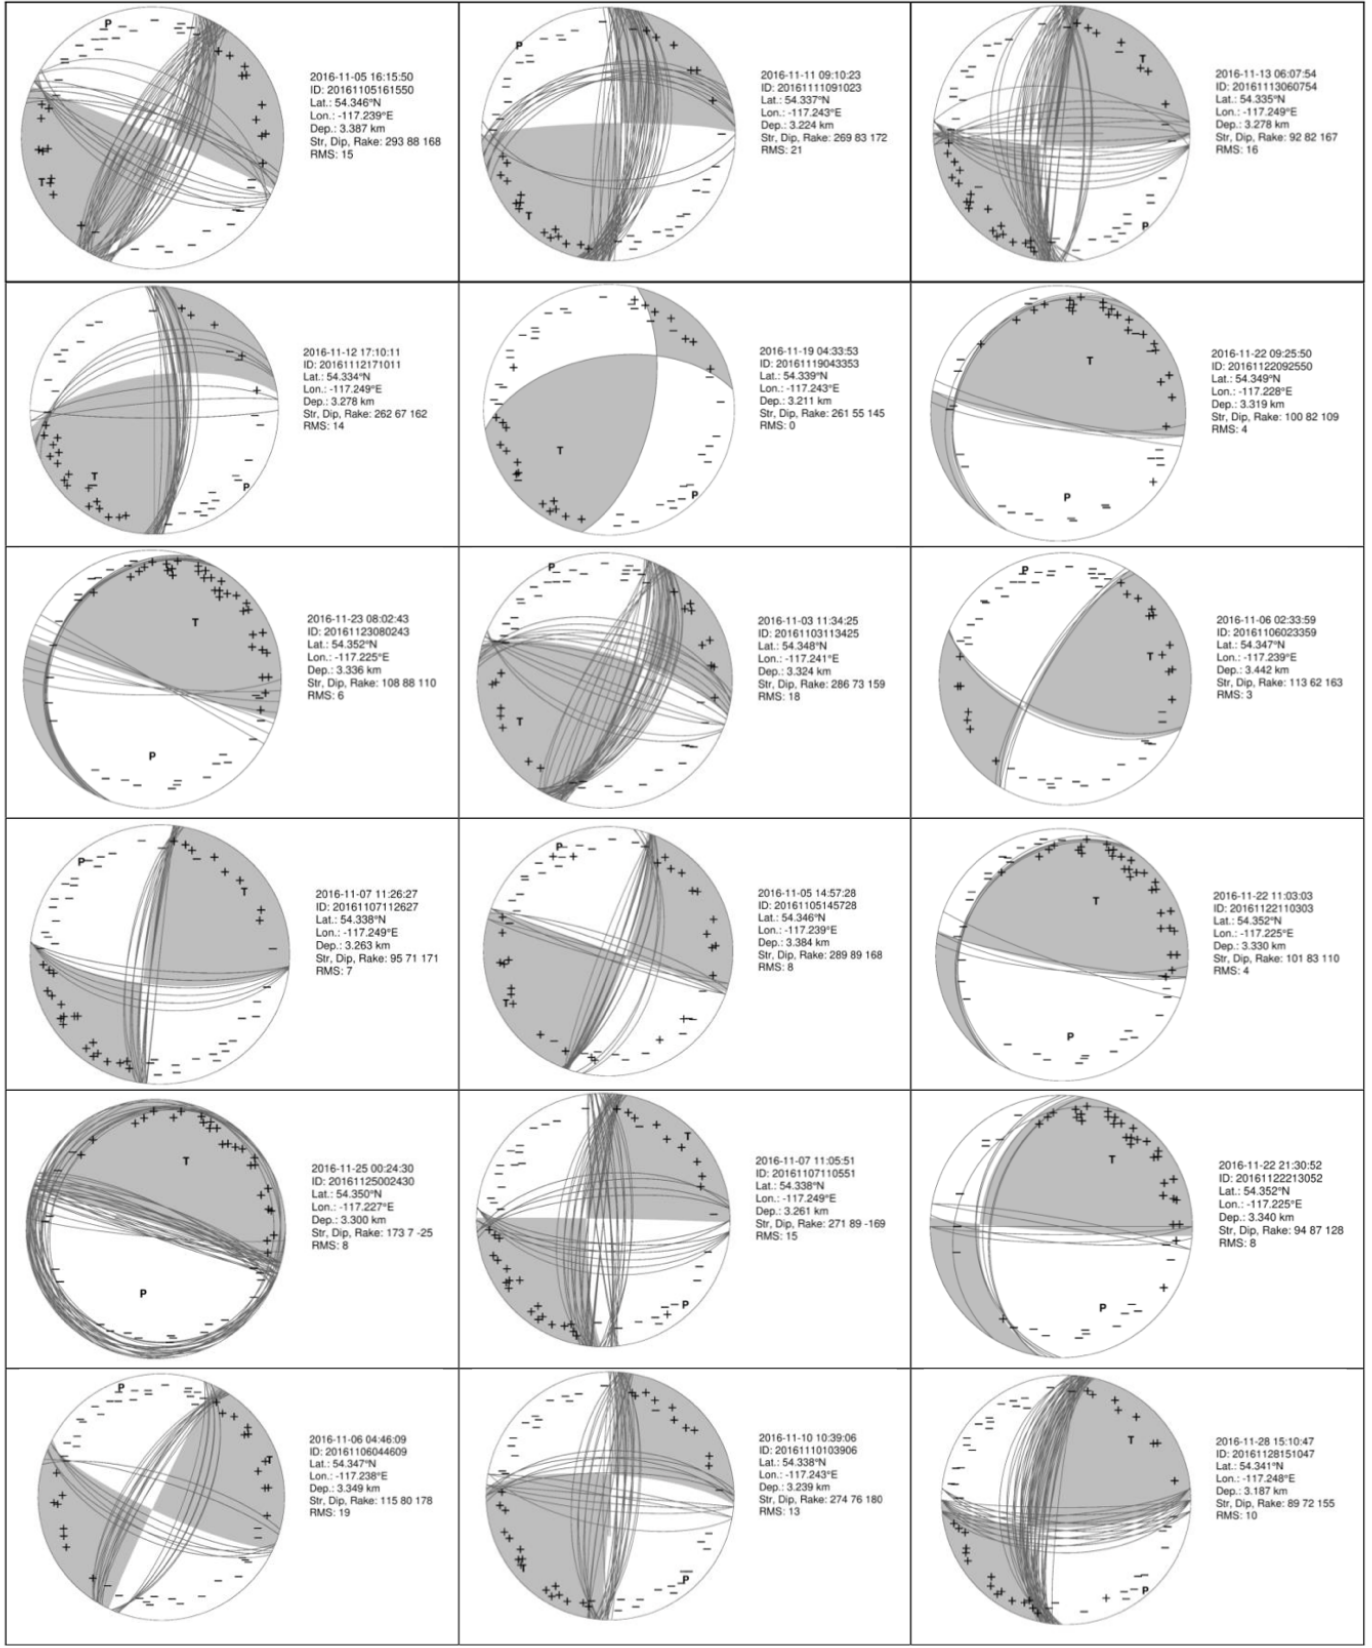 P
T
2016-11-05 16:15:50
ID: 20161105161550
Lat.: 54.346°N
Lon.: -117.239°E
Dep.: 3.387 km
Str, Dip, Rake: 293 88 168
RMS: 15
P
T
2016-11-11 09:10:23
ID: 20161111091023
Lat.: 54.337°N
Lon.: -117.243°E
Dep.: 3.224 km
Str, Dip, Rake: 269 83 172
RMS: 21
T
P
2016-11-13 06:07:54
ID: 20161113060754
Lat.: 54.335°N
Lon.: -117.249°E
Dep.: 3.278 km
Str, Dip, Rake: 92 82 167
RMS: 16
T
P
2016-11-12 17:10:11
ID: 20161112171011
Lat.: 54.334°N
Lon.: -117.249°E
Dep.: 3.278 km
Str, Dip, Rake: 262 67 162
RMS: 14
T
P
2016-11-19 04:33:53
ID: 20161119043353
Lat.: 54.339°N
Lon.: -117.243°E
Dep.: 3.211 km
Str, Dip, Rake: 261 55 145
RMS: 0
T
P
2016-11-22 09:25:50
ID: 20161122092550
Lat.: 54.349°N
Lon.: -117.228°E
Dep.: 3.319 km
Str, Dip, Rake: 100 82 109
RMS: 4
T
P
2016-11-23 08:02:43
ID: 20161123080243
Lat.: 54.352°N
Lon.: -117.225°E
Dep.: 3.336 km
Str, Dip, Rake: 108 88 110
RMS: 6
P
T
2016-11-03 11:34:25
ID: 20161103113425
Lat.: 54.348°N
Lon.: -117.241°E
Dep.: 3.324 km
Str, Dip, Rake: 286 73 159
RMS: 18
P
T
2016-11-06 02:33:59
ID: 20161106023359
Lat.: 54.347°N
Lon.: -117.239°E
Dep.: 3.442 km
Str, Dip, Rake: 113 62 163
RMS: 3
P
T
2016-11-07 11:26:27
ID: 20161107112627
Lat.: 54.338°N
Lon.: -117.249°E
Dep.: 3.263 km
Str, Dip, Rake: 95 71 171
RMS: 7
P
T
2016-11-05 14:57:28
ID: 20161105145728
Lat.: 54.346°N
Lon.: -117.239°E
Dep.: 3.384 km
Str, Dip, Rake: 289 89 168
RMS: 8
T
P
2016-11-22 11:03:03
ID: 20161122110303
Lat.: 54.352°N
Lon.: -117.225°E
Dep.: 3.330 km
Str, Dip, Rake: 101 83 110
RMS: 4
T
P
2016-11-25 00:24:30
ID: 20161125002430
Lat.: 54.350°N
Lon.: -117.227°E
Dep.: 3.300 km
Str, Dip, Rake: 173 7 -25
RMS: 8
T
P
2016-11-07 11:05:51
ID: 20161107110551
Lat.: 54.338°N
Lon.: -117.249°E
Dep.: 3.261 km
Str, Dip, Rake: 271 89 -169
RMS: 15
T
P
2016-11-22 21:30:52
ID: 20161122213052
Lat.: 54.352°N
Lon.: -117.225°E
Dep.: 3.340 km
Str, Dip, Rake: 94 87 128
RMS: 8
P
T
2016-11-06 04:46:09
ID: 20161106044609
Lat.: 54.347°N
Lon.: -117.238°E
Dep.: 3.349 km
Str, Dip, Rake: 115 80 178
RMS: 19
T
P
2016-11-10 10:39:06
ID: 20161110103906
Lat.: 54.338°N
Lon.: -117.243°E
Dep.: 3.239 km
Str, Dip, Rake: 274 76 180
RMS: 13
T
P
2016-11-28 15:10:47
ID: 20161128151047
Lat.: 54.341°N
Lon.: -117.248°E
Dep.: 3.187 km
Str, Dip, Rake: 89 72 155
RMS: 10